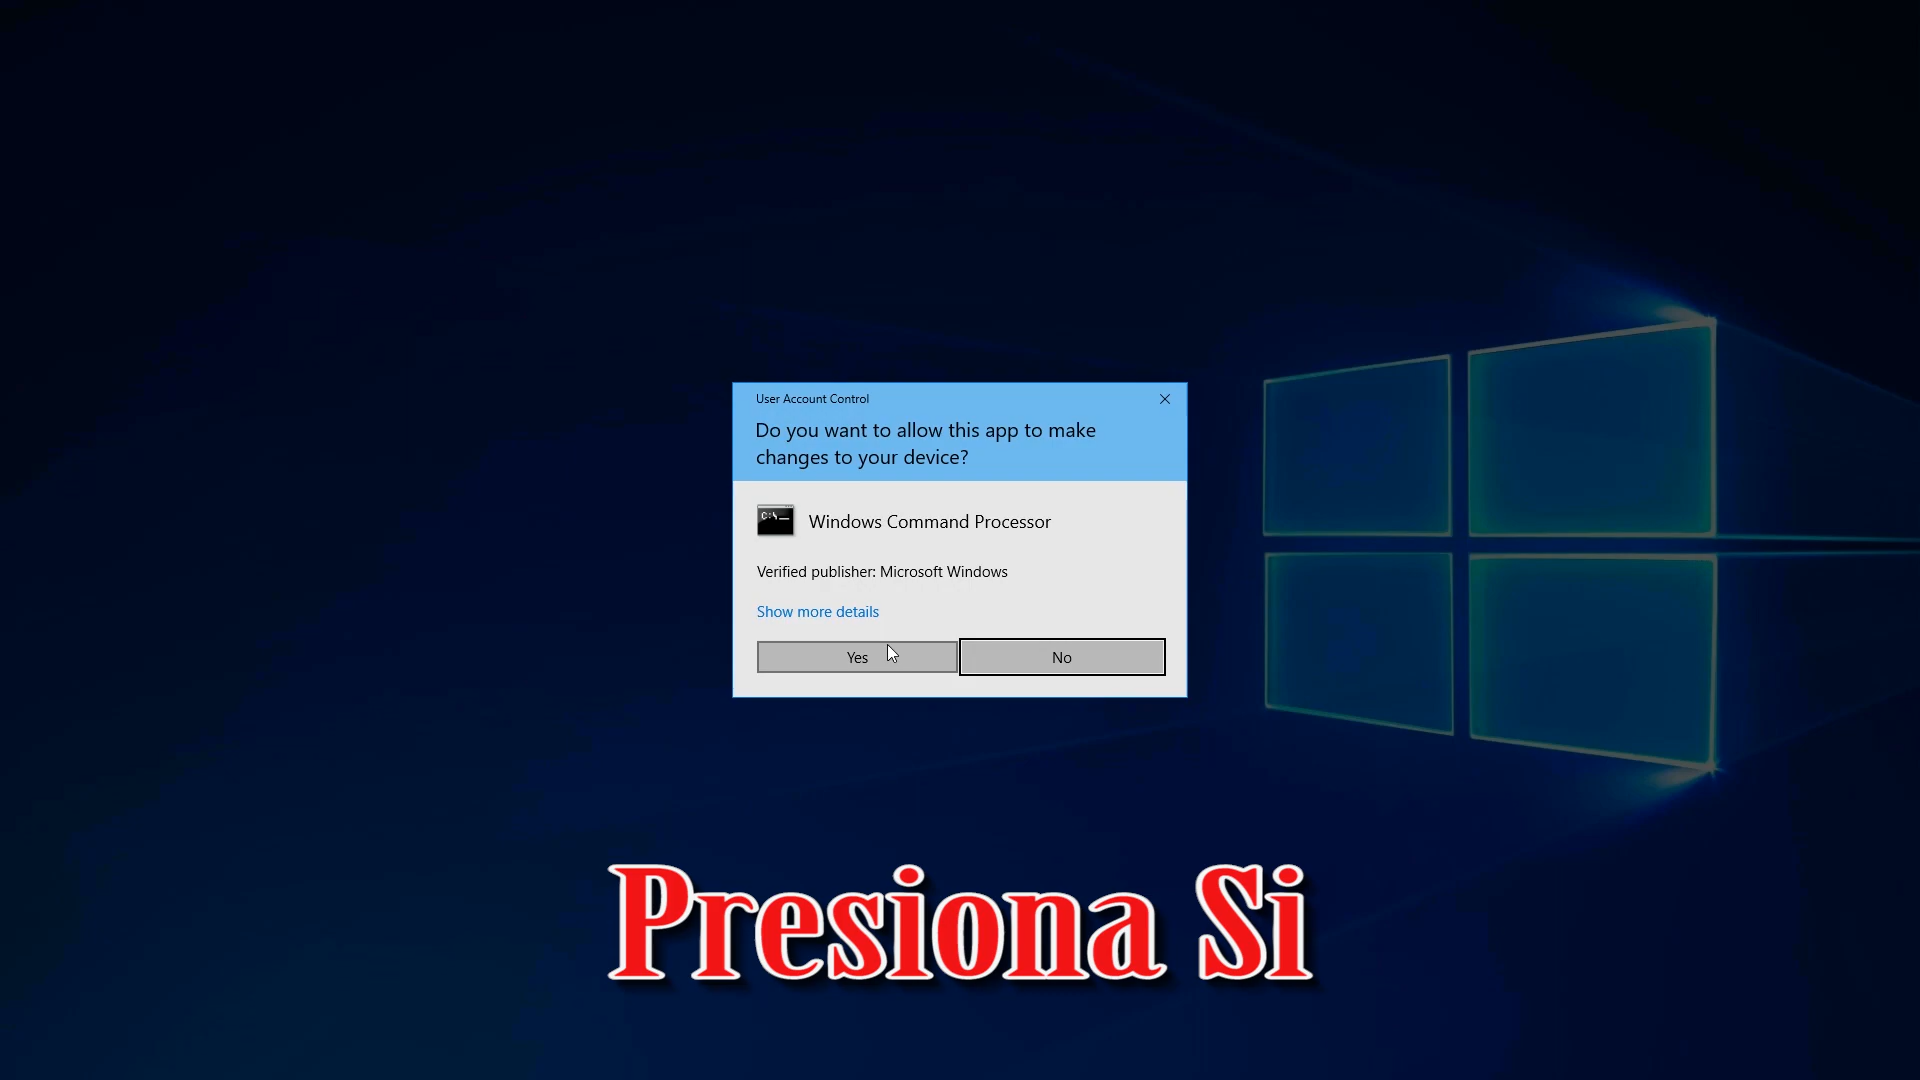 User Account Control
Do you want to allow this app to make
changes to your device?
C:\
Windows Command Processor
Verified publisher: Microsoft Windows
Show more details
Yes
No
Presiona Si